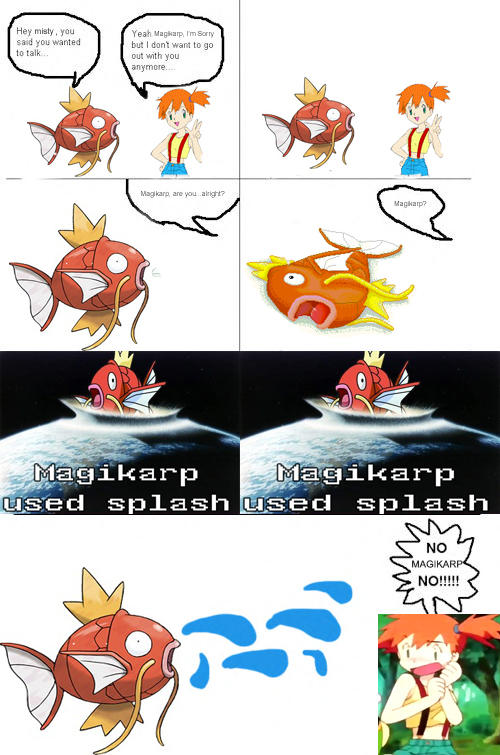 Hey misty, you
said you wanted
to talk...
Yeah Magikarp, I'm Sorry
but I don't want to go
out with you
anymore....
Magikarp, are you...alright?
Magikarp?
Magikarp
used splash
Magikarp
used splash
NO
MAGIKARP
NO!!!!!